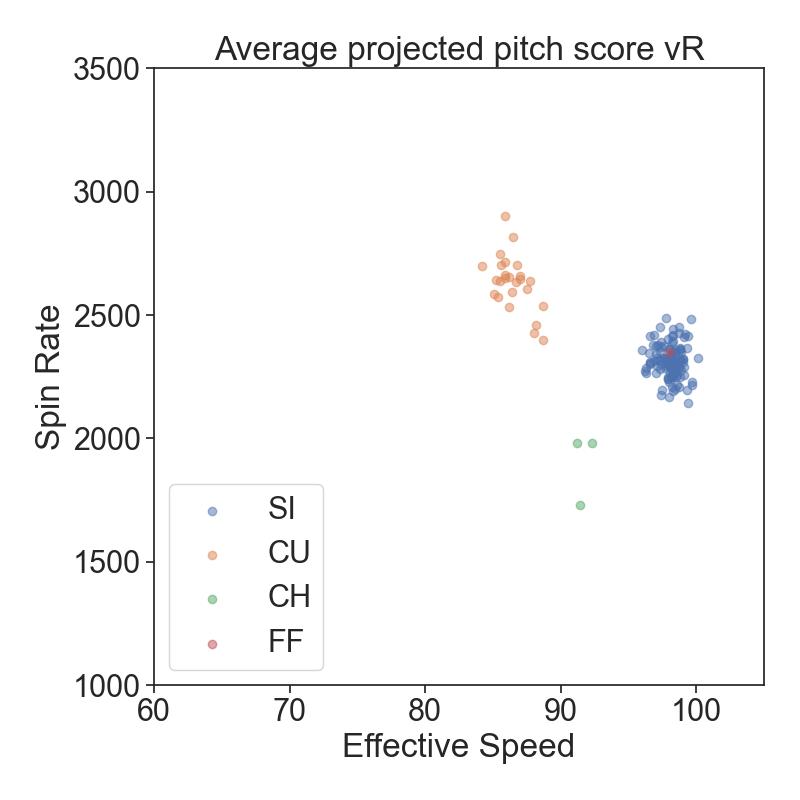 Average projected pitch score vR
3500
3000
2500
2000
1500
1000
Spin Rate
SI
CU
CH
FF
60 70 80 90 100
Effective Speed